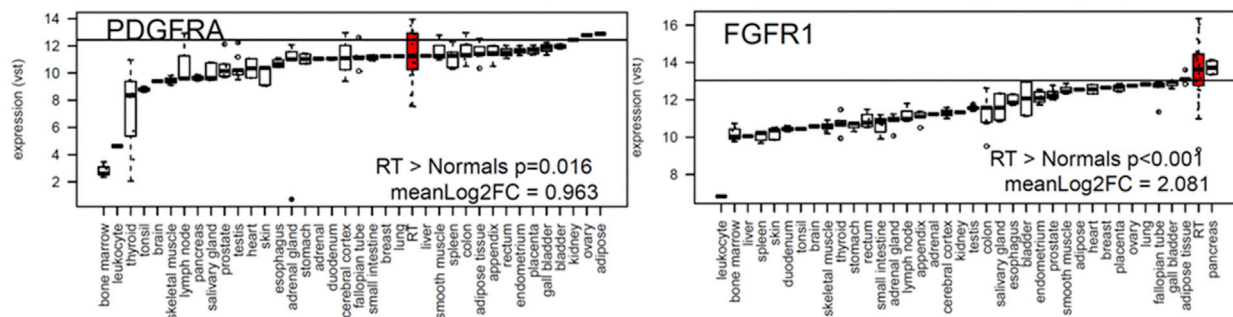 PDGFRA
expression (vst)
14
12
10
8
6
4
2
RT > Normals p=0.016
meanLog2FC = 0.963
bone marrow
leukocyte
thyroid
tonsil
brain
skeletal muscle
lymph node
pancreas
salivary gland
prostate
testis
heart
skin
esophagus
adrenal gland
stomach
adrenal
duodenum
cerebral cortex
fallopian tube
small intestine
breast
lung
RT
liver
smooth muscle
spleen
colon
adipose tissue
appendix
rectum
endometrium
placenta
gall bladder
bladder
kidney
ovary
adipose
FGFR1
expression (vst)
16
14
12
10
8
RT > Normals p<0.001
meanLog2FC = 2.081
leukocyte
bone marrow
liver
spleen
skin
duodenum
tonsil
brain
skeletal muscle
thyroid
stomach
rectum
small intestine
adrenal gland
lymph node
appendix
adrenal
cerebral cortex
kidney
testis
colon
salivary gland
esophagus
bladder
endometrium
prostate
smooth muscle
adipose
heart
breast
placenta
ovary
lung
fallopian tube
gall bladder
adipose tissue
RT
pancreas